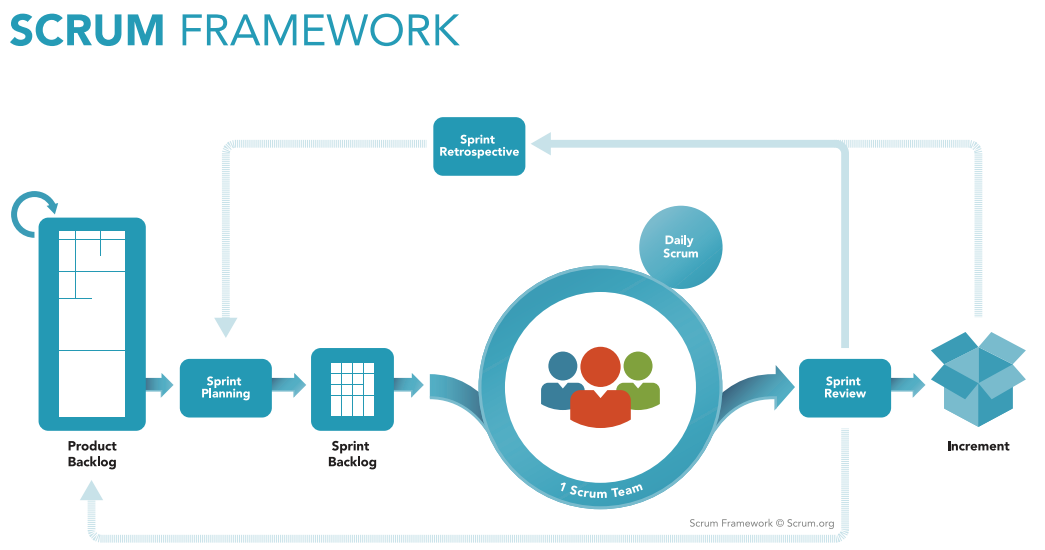 SCRUM FRAMEWORK
Sprint
Retrospective
Daily
Scrum
Sprint
Planning
Sprint
Review
Product
Backlog
Sprint
Backlog
Increment
1 Scrum Team
Scrum Framework © Scrum.org